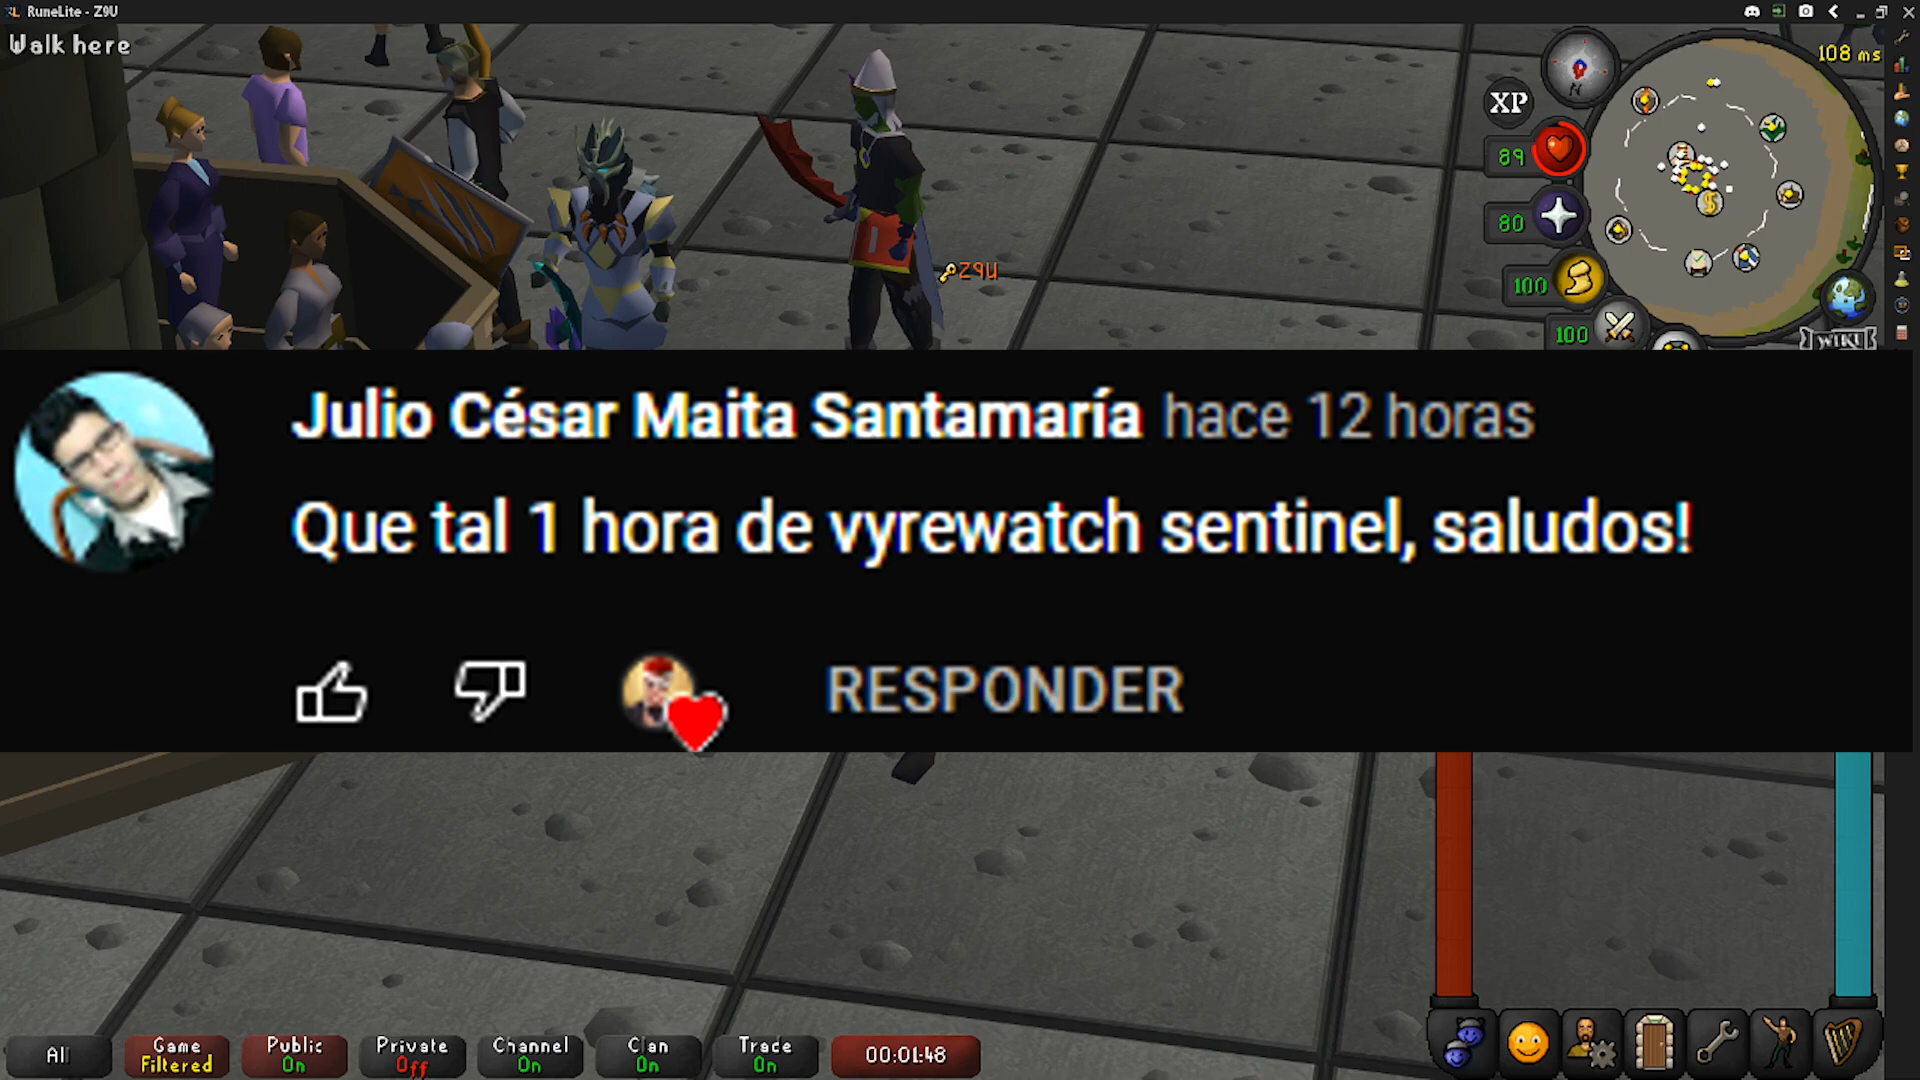 RuneLite - Z9U
Walk here
108 ms
XP
N
89
80
Z9U
100
100
WIKI
Julio César Maita Santamaría hace 12 horas
Que tal 1 hora de vyrewatch sentinel, saludos!
RESPONDER
All
Game
Filtered
Public
On
Private
Off
Channel
On
Clan
On
Trade
On
00:01:48